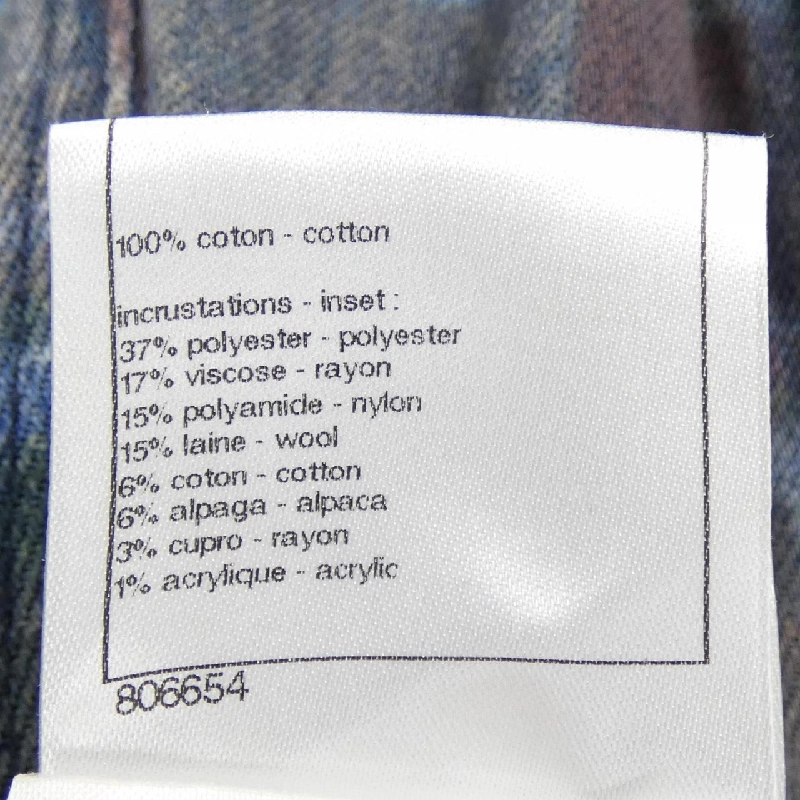 100% coton - cotton
incrustations - inset :
37% polyester - polyester
17% viscose - rayon
15% polyamide - nylon
15% laine - wool
6% coton - cotton
6% alpaga - alpaca
3% cupro - rayon
1% acrylique - acrylic
806654